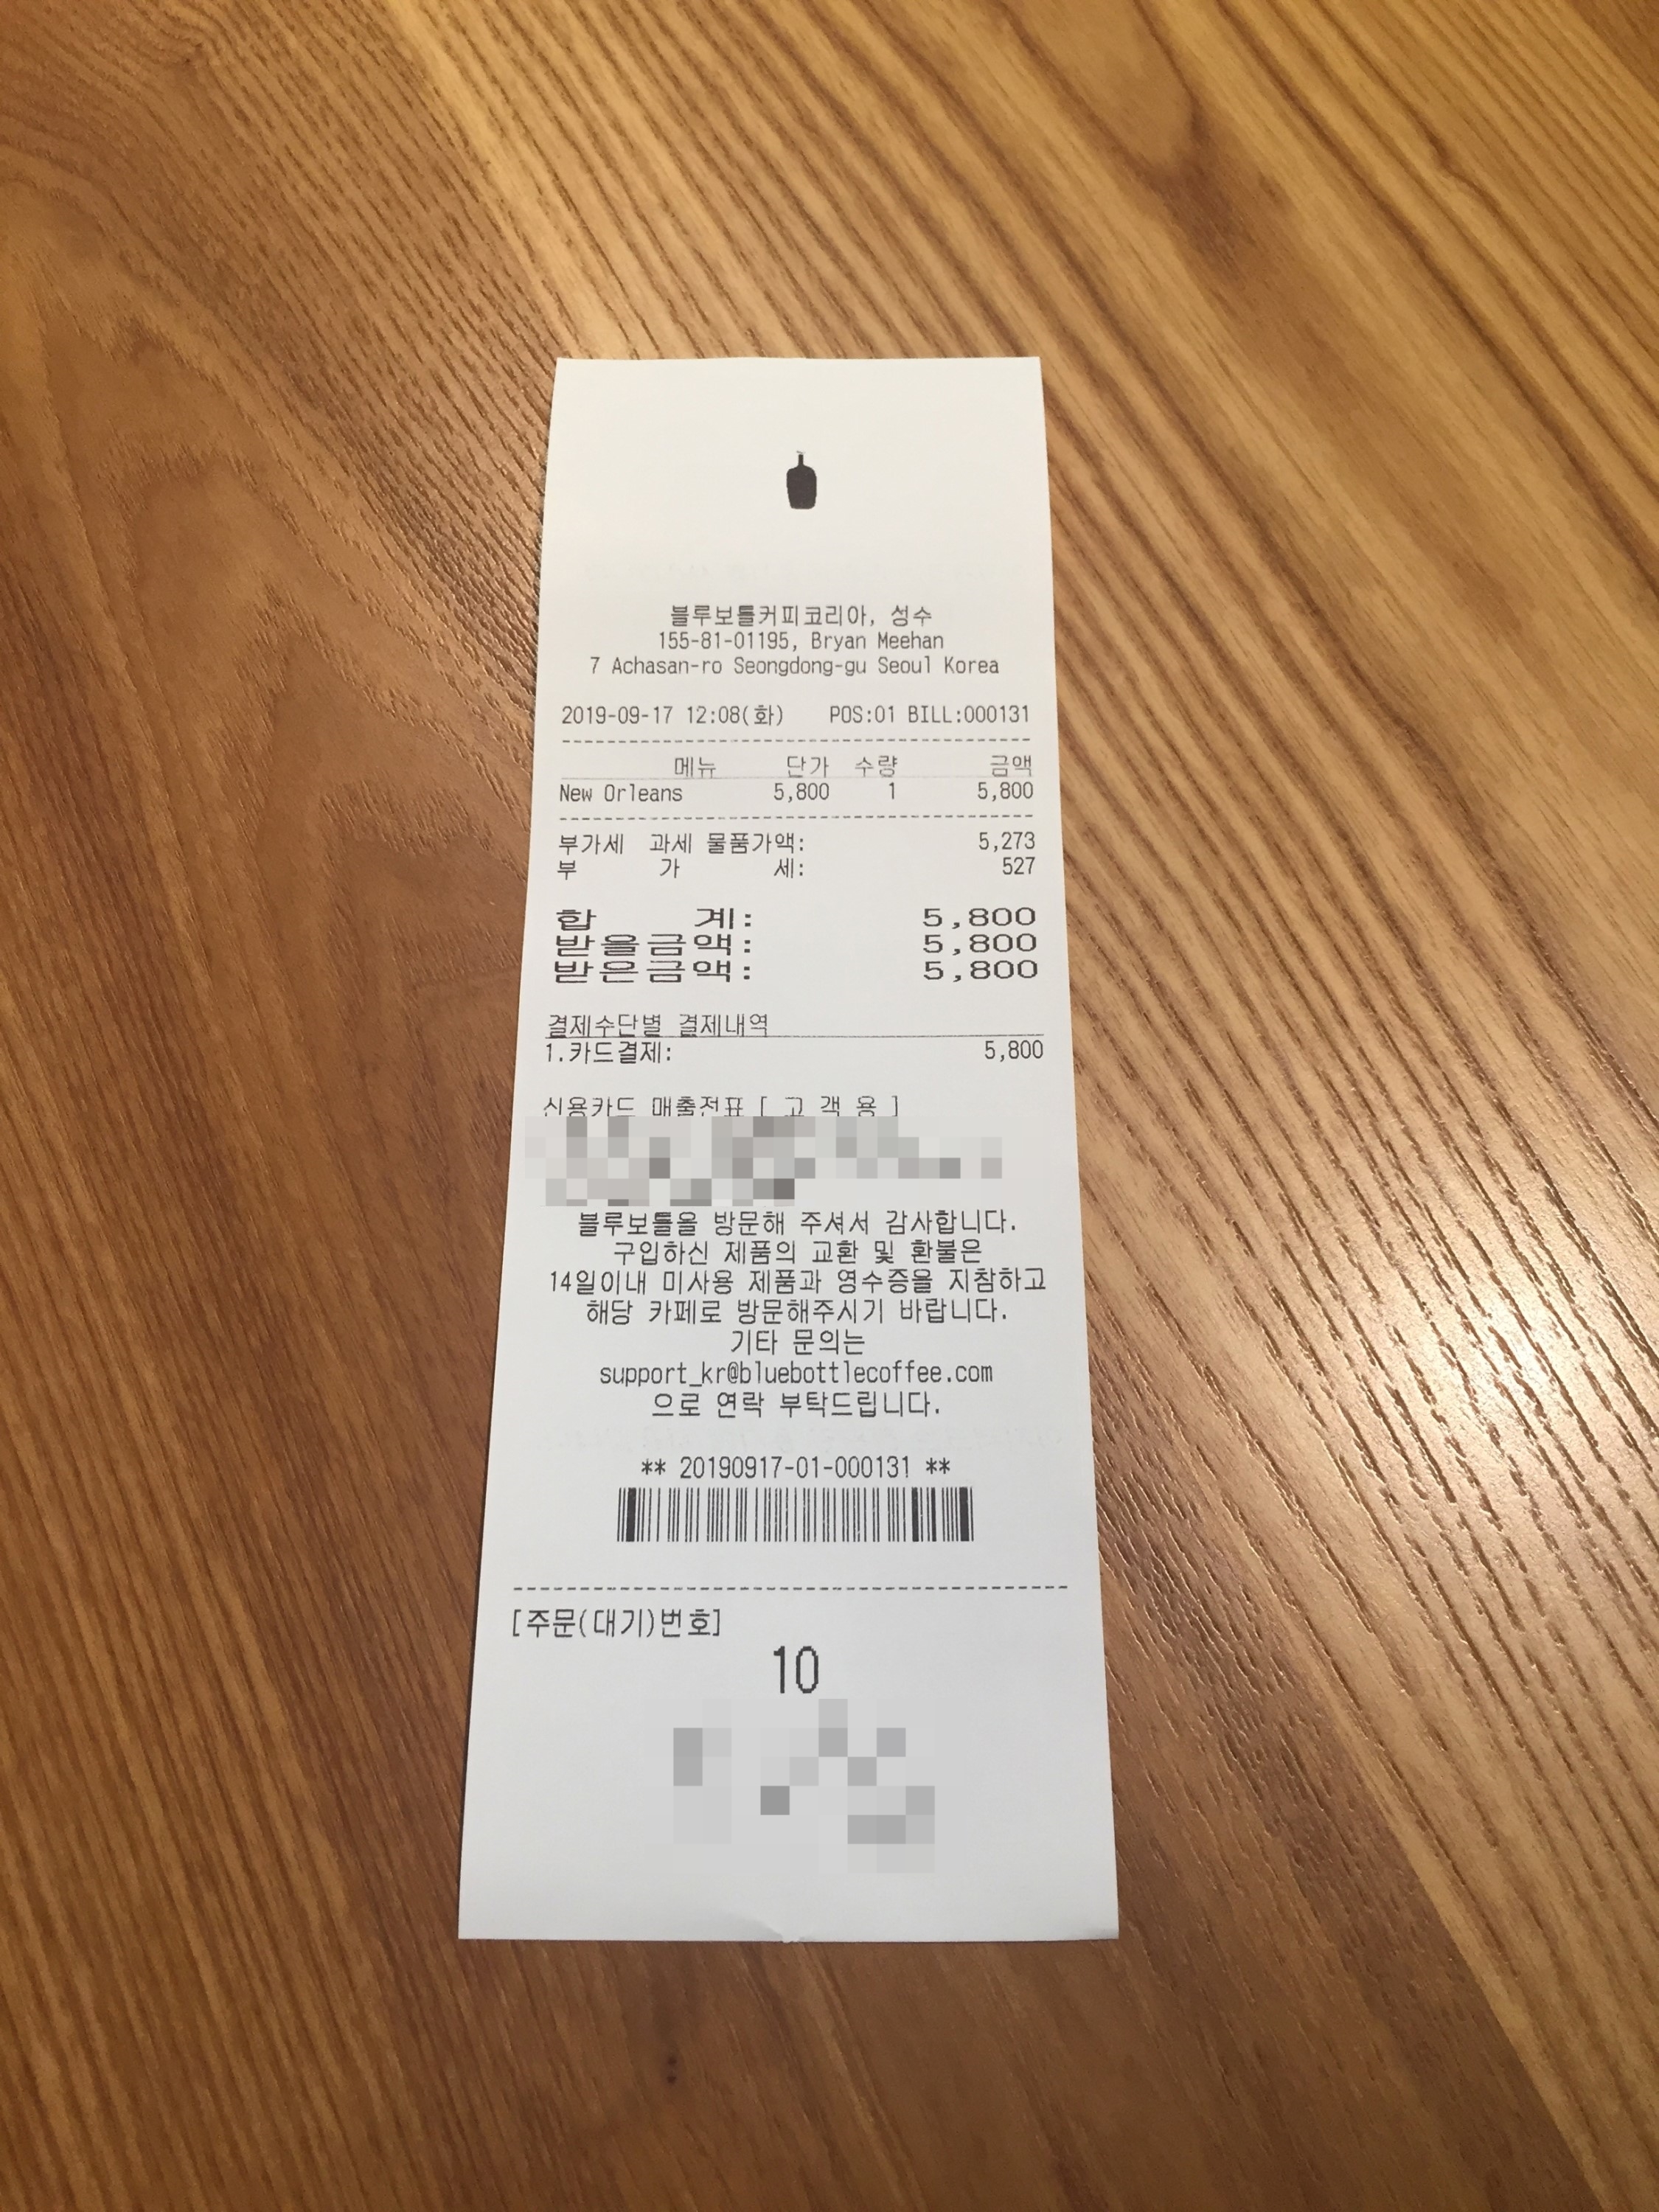 블루보틀커피코리아, 성수
155-81-01195, Bryan Meehan
7 Achasan-ro Seongdong-gu Seoul Korea
2019-09-17 12:08(화) POS:01 BILL:000131
메뉴 단가 수량 금액
New Orleans 5,800 1 5,800
부가세 과세 물품가액: 5,273
부 가 세: 527
합 계: 5,800
받을금액: 5,800
받은금액: 5,800
결제수단별 결제내역
1.카드결제: 5,800
신용카드 매출전표 [ 고 객 용 ]
블루보틀을 방문해 주셔서 감사합니다.
구입하신 제품의 교환 및 환불은
14일이내 미사용 제품과 영수증을 지참하고
해당 카페로 방문해주시기 바랍니다.
기타 문의는
support_kr@bluebottlecoffee.com
으로 연락 부탁드립니다.
** 20190917-01-000131 **
[주문(대기)번호]
10